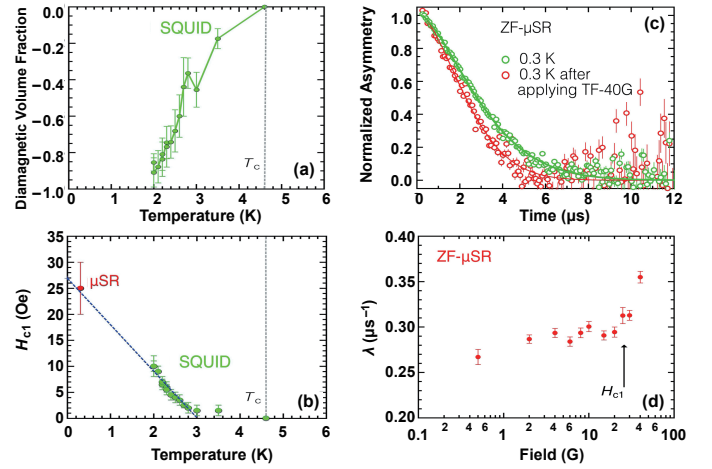 0.0
−0.2
−0.4
−0.6
−0.8
−1.0
Diamagnetic Volume Fraction
SQUID
Tc
(a)
0 1 2 3 4 5 6
Temperature (K)
1.0
0.8
0.6
0.4
0.2
0.0
Normalized Asymmetry
ZF-μSR
(c)
0.3 K
0.3 K after
applying TF-40G
0 2 4 6 8 10 12
Time (μs)
35
30
25
20
15
10
5
0
Hc1 (Oe)
μSR
SQUID
Tc
(b)
0 1 2 3 4 5 6
Temperature (K)
0.40
0.35
0.30
0.25
0.20
λ (μs−1)
ZF-μSR
Hc1
(d)
0.1 2 4 6 1 2 4 6 10 2 4 6 100
Field (G)